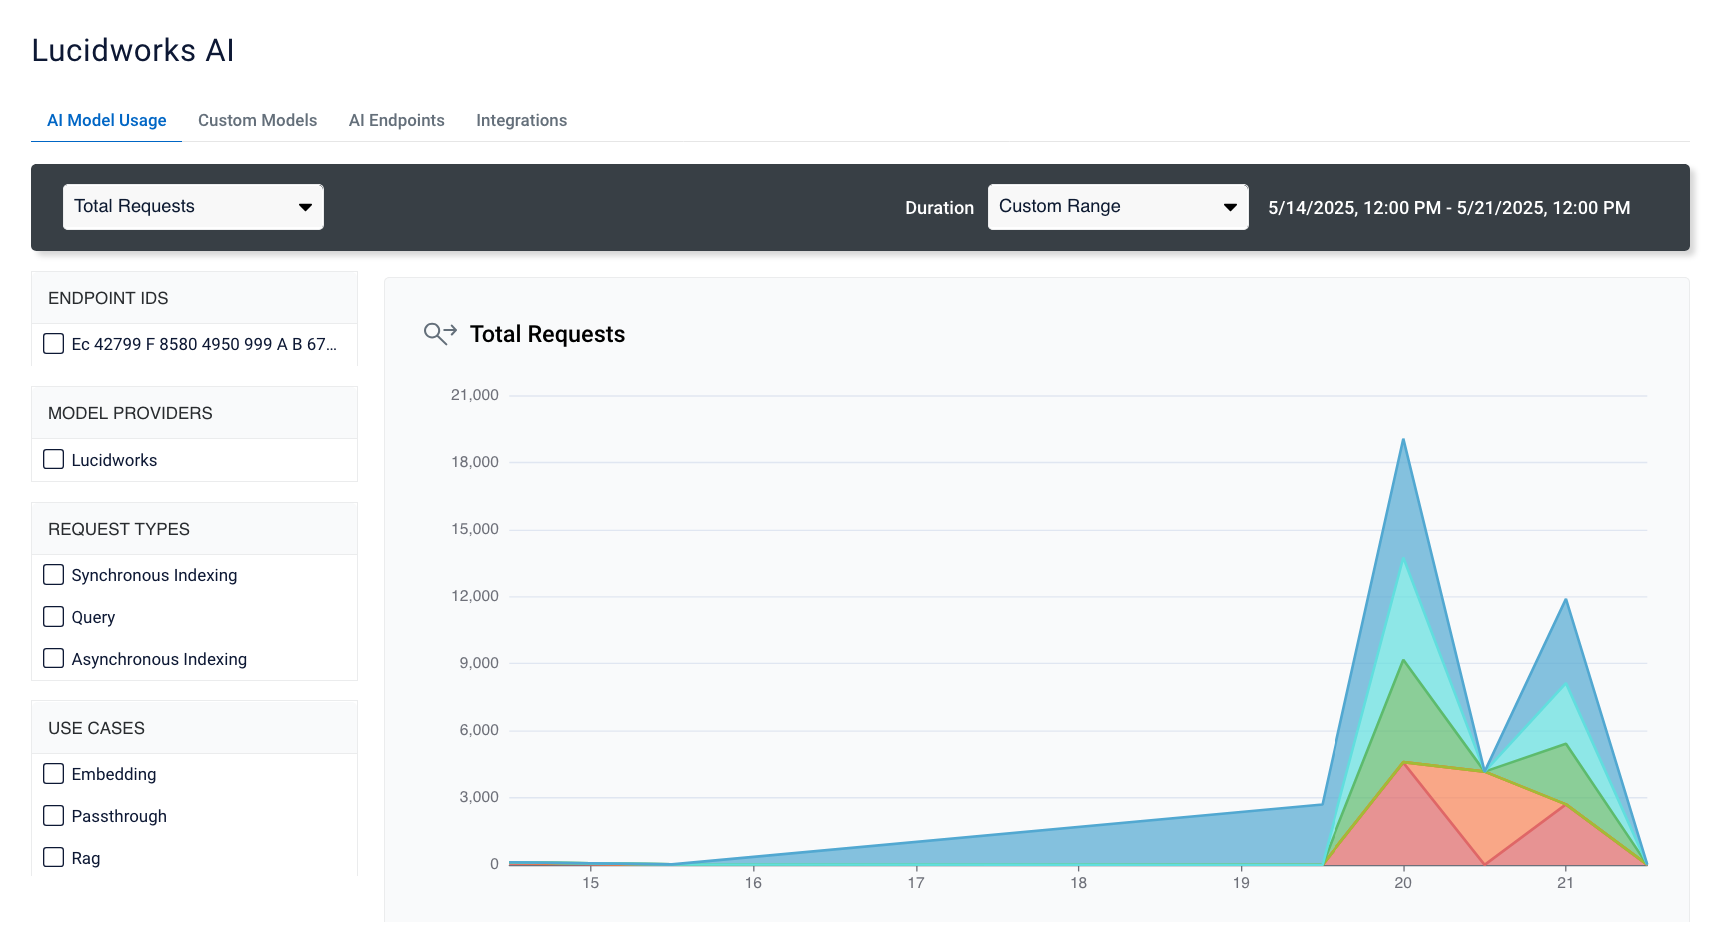 Lucidworks AI
AI Model Usage Custom Models AI Endpoints Integrations
Total Requests Duration Custom Range 5/14/2025, 12:00 PM - 5/21/2025, 12:00 PM
ENDPOINT IDS
Ec 42799 F 8580 4950 999 A B 67...
MODEL PROVIDERS
Lucidworks
REQUEST TYPES
Synchronous Indexing
Query
Asynchronous Indexing
USE CASES
Embedding
Passthrough
Rag
Total Requests
21,000
18,000
15,000
12,000
9,000
6,000
3,000
0
15 16 17 18 19 20 21